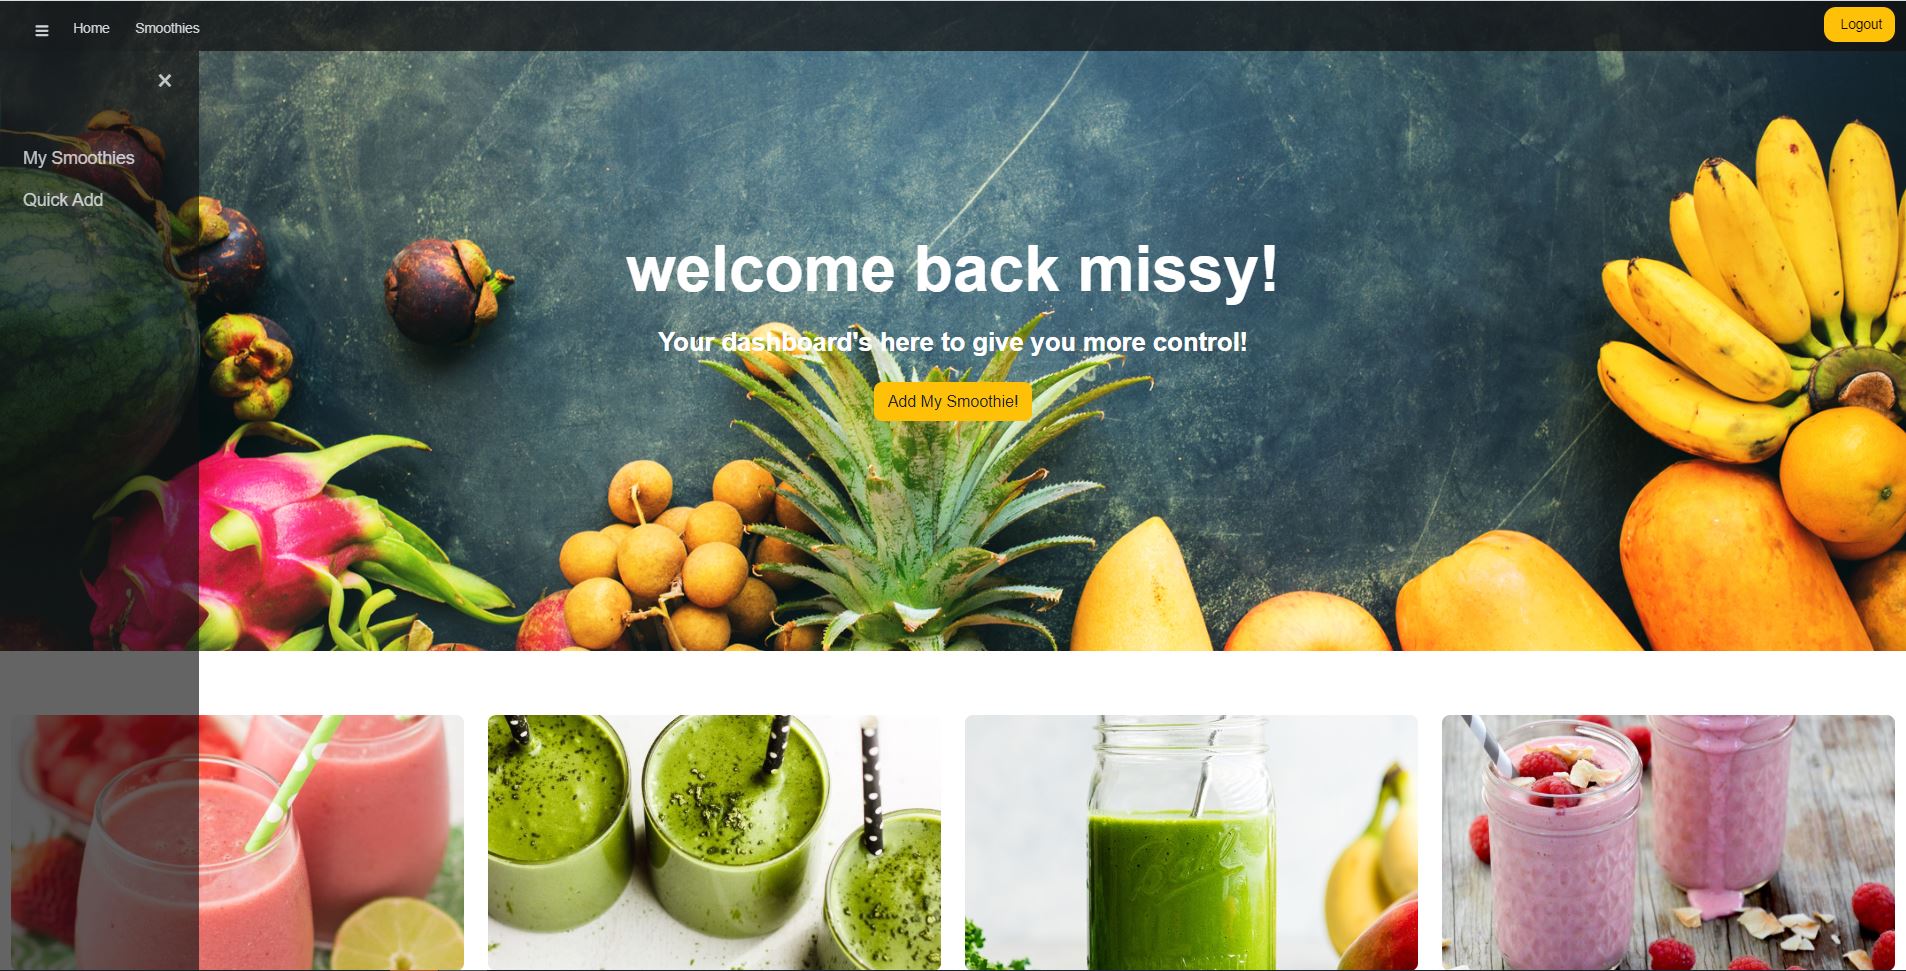 Home Smoothies Logout
My Smoothies
Quick Add
welcome back missy!
Your dashboard's here to give you more control!
Add My Smoothie!
Ball